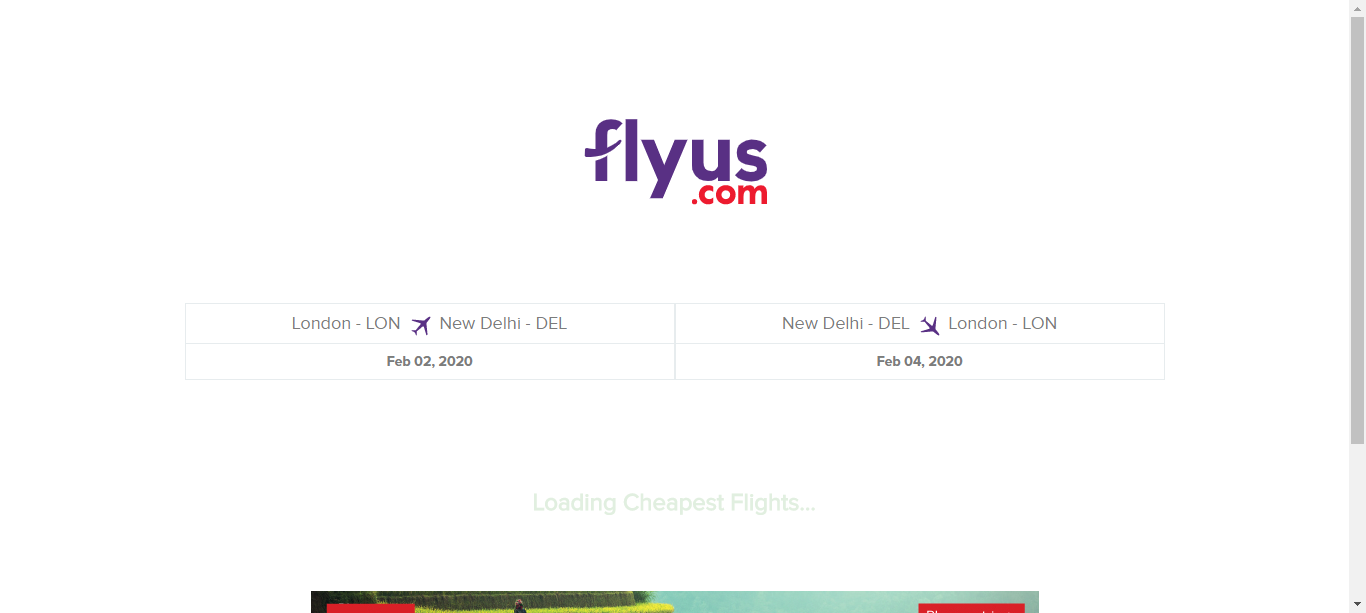 flyus
.com
London - LON New Delhi - DEL
New Delhi - DEL London - LON
Feb 02, 2020
Feb 04, 2020
Loading Cheapest Flights...